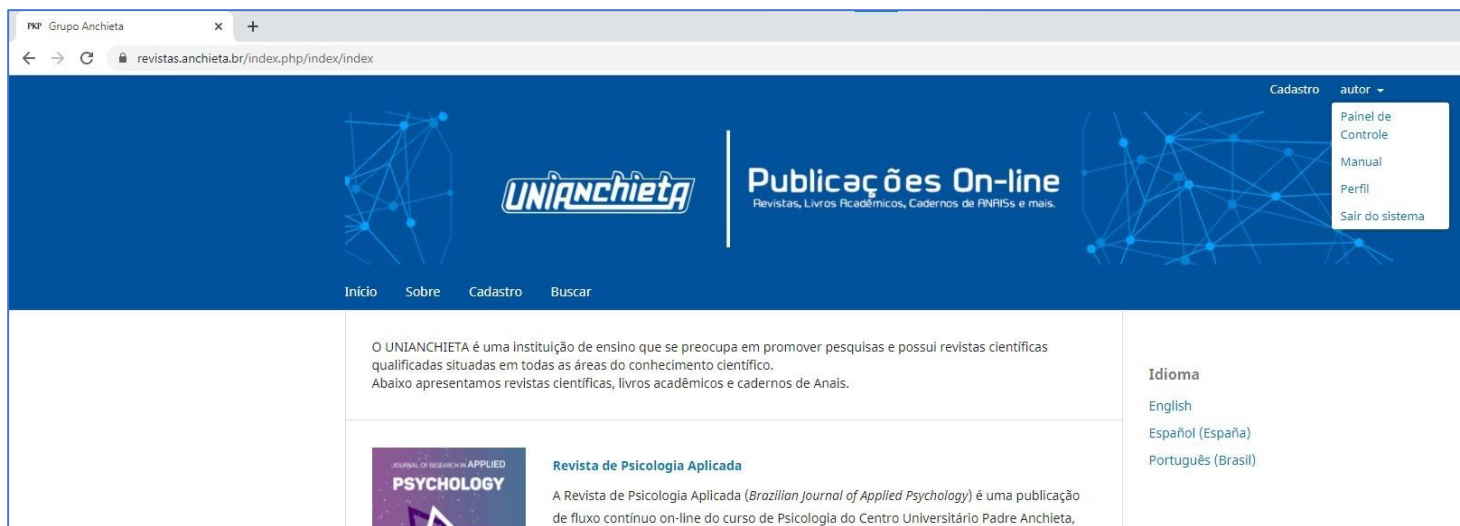 PKP Grupo Anchieta
revistas.anchieta.br/index.php/index/index
Cadastro autor
Painel de
Controle
Manual
Perfil
Sair do sistema
UNIANCHIETA
Publicações On-line
Revistas, Livros Acadêmicos, Cadernos de ANAISs e mais.
Início Sobre Cadastro Buscar
O UNIANCHIETA é uma instituição de ensino que se preocupa em promover pesquisas e possui revistas científicas
qualificadas situadas em todas as áreas do conhecimento científico.
Abaixo apresentamos revistas científicas, livros acadêmicos e cadernos de Anais.
Idioma
English
Español (España)
Português (Brasil)
JOURNAL OF RESEARCH IN APPLIED
PSYCHOLOGY
Revista de Psicologia Aplicada
A Revista de Psicologia Aplicada (Brazilian Journal of Applied Psychology) é uma publicação
de fluxo contínuo on-line do curso de Psicologia do Centro Universitário Padre Anchieta,